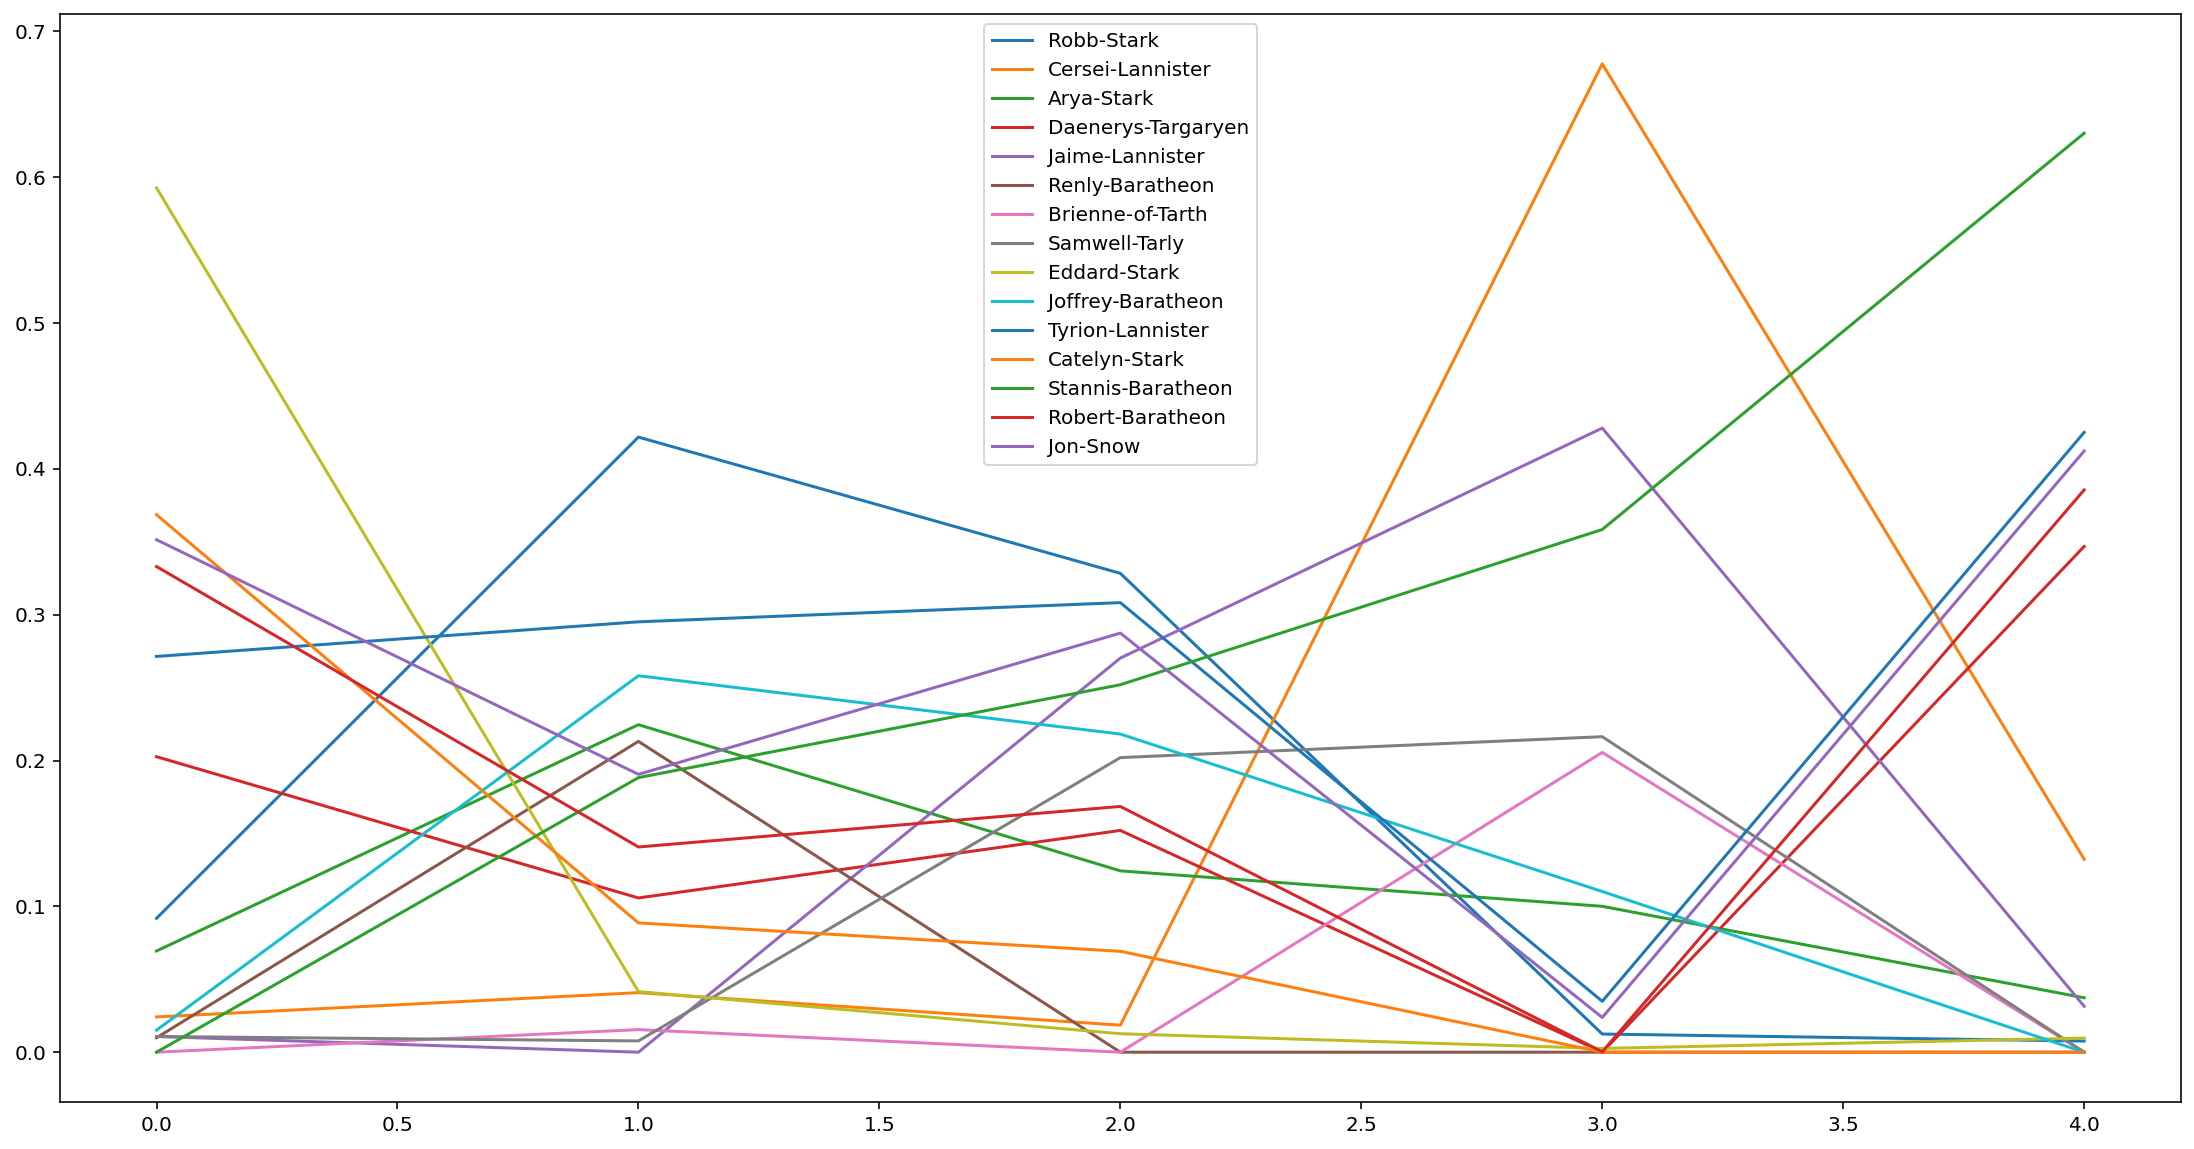 0.7
0.6
0.5
0.4
0.3
0.2
0.1
0.0
Robb-Stark
Cersei-Lannister
Arya-Stark
Daenerys-Targaryen
Jaime-Lannister
Renly-Baratheon
Brienne-of-Tarth
Samwell-Tarly
Eddard-Stark
Joffrey-Baratheon
Tyrion-Lannister
Catelyn-Stark
Stannis-Baratheon
Robert-Baratheon
Jon-Snow
0.0 0.5 1.0 1.5 2.0 2.5 3.0 3.5 4.0